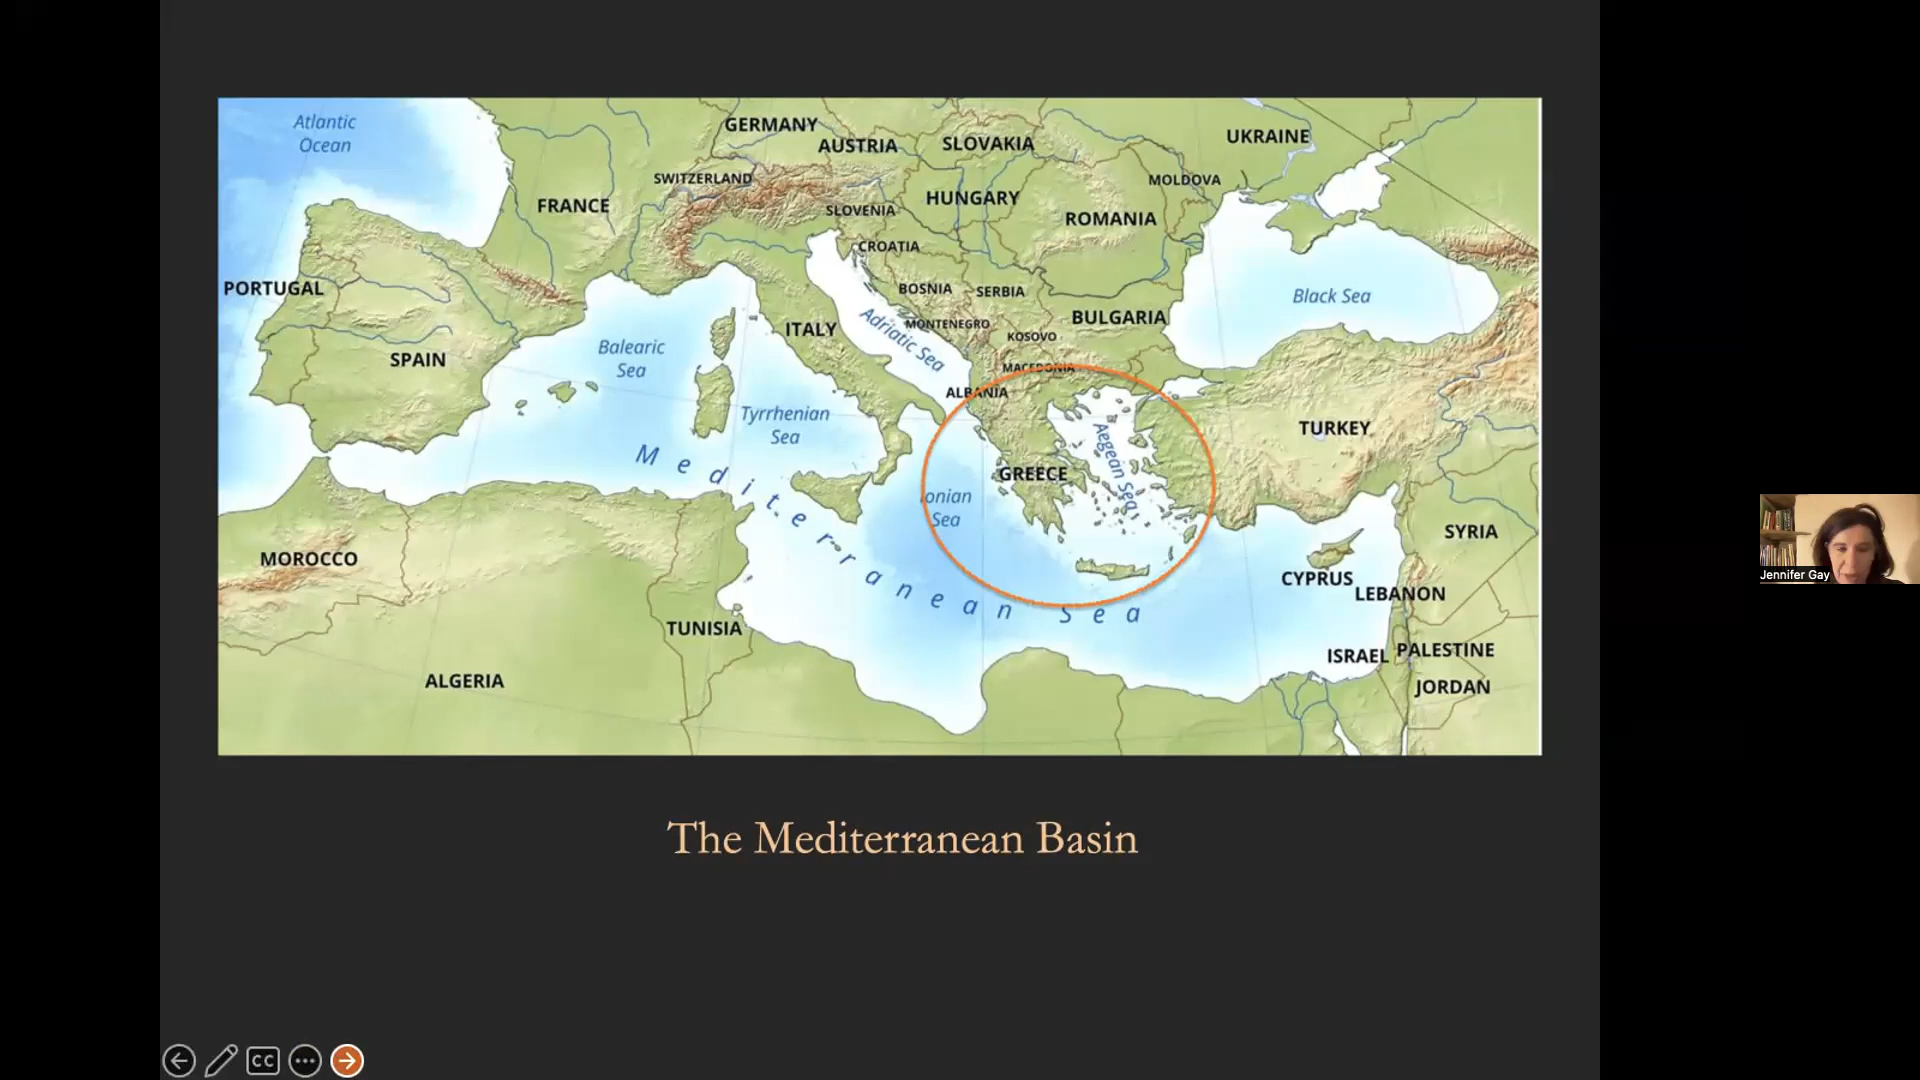 Atlantic
Ocean
GERMANY
AUSTRIA
SLOVAKIA
UKRAINE
SWITZERLAND
MOLDOVA
FRANCE
SLOVENIA
HUNGARY
ROMANIA
CROATIA
PORTUGAL
BOSNIA
SERBIA
Black Sea
ITALY
Adriatic Sea
MONTENEGRO
KOSOVO
BULGARIA
SPAIN
Balearic
Sea
MACEDONIA
ALBANIA
Tyrrhenian
Sea
Aegean Sea
TURKEY
Mediterranean Sea
GREECE
Ionian
Sea
SYRIA
MOROCCO
CYPRUS
LEBANON
TUNISIA
ISRAEL
PALESTINE
ALGERIA
JORDAN
Jennifer Gay
The Mediterranean Basin
CC